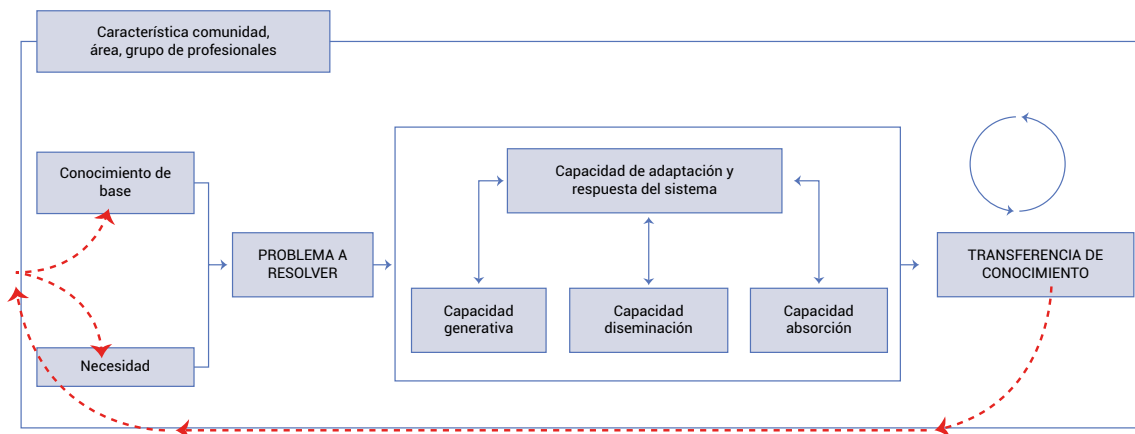 Característica comunidad,
área, grupo de profesionales
Conocimiento de
base
Capacidad de adaptación y
respuesta del sistema
PROBLEMA A
RESOLVER
TRANSFERENCIA DE
CONOCIMIENTO
Capacidad
generativa
Capacidad
diseminación
Capacidad
absorción
Necesidad